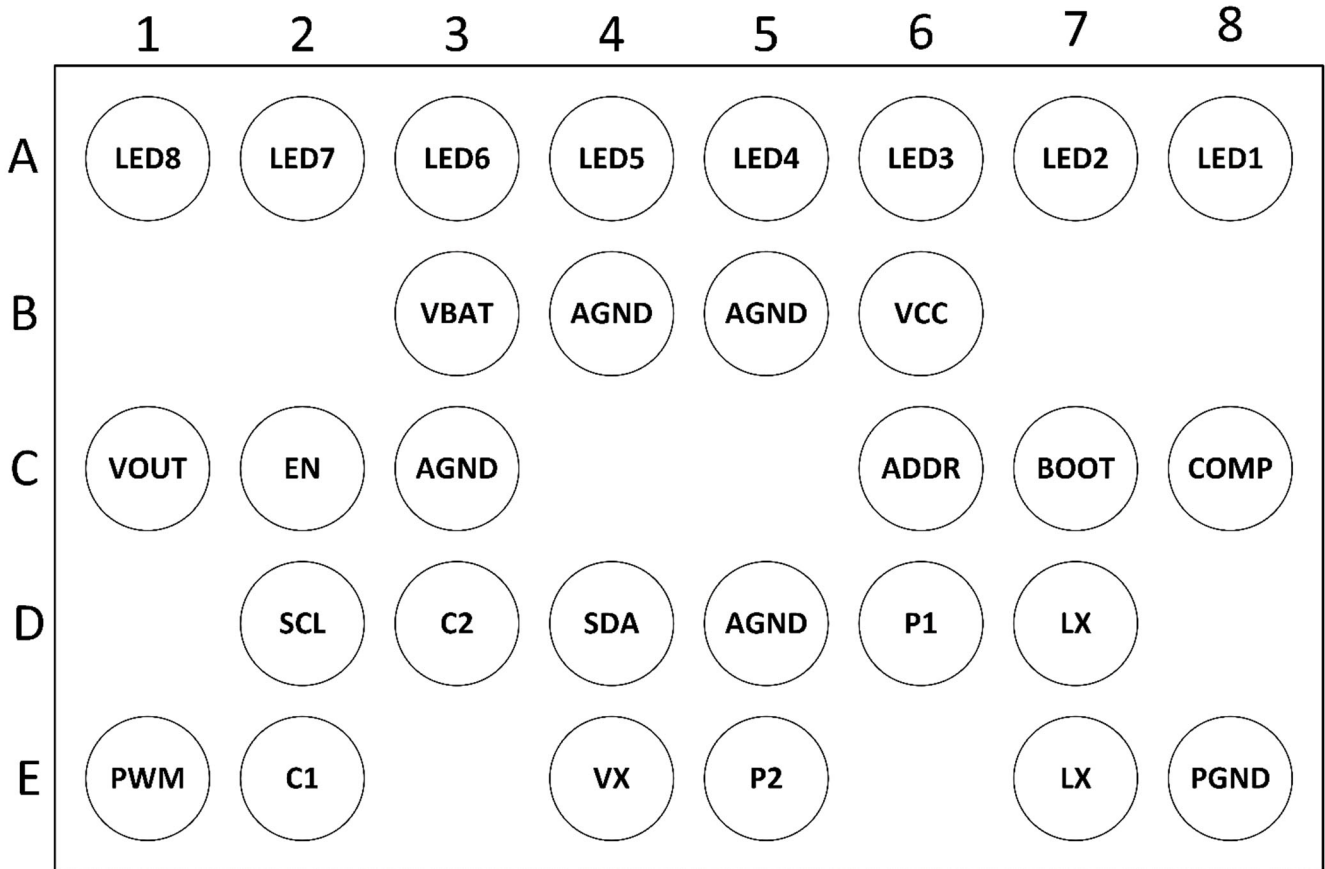 1 2 3 4 5 6 7 8
A LED8 LED7 LED6 LED5 LED4 LED3 LED2 LED1
B VBAT AGND AGND VCC
C VOUT EN AGND ADDR BOOT COMP
D SCL C2 SDA AGND P1 LX
E PWM C1 VX P2 LX PGND